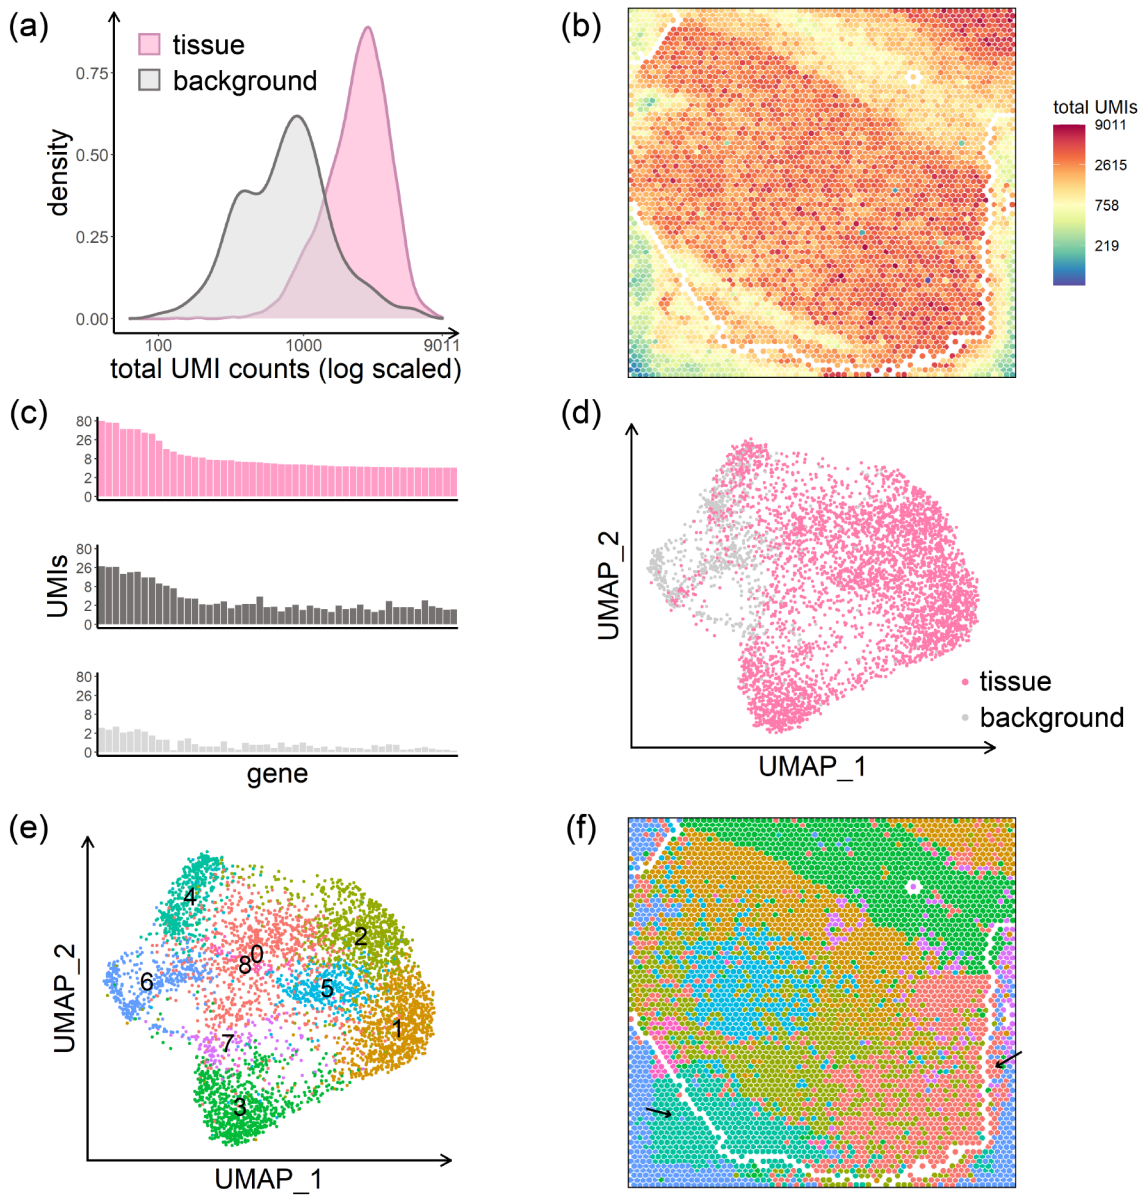 (a)
tissue
background
density
0.75
0.50
0.25
0.00
100
1000
9011
total UMI counts (log scaled)
(b)
total UMIs
9011
2615
758
219
(c)
80
26
8
2
0
80
26
8
2
0
80
26
8
2
0
UMIs
gene
(d)
UMAP_2
tissue
background
UMAP_1
(e)
UMAP_2
4
2
0
8
6
5
1
7
3
UMAP_1
(f)